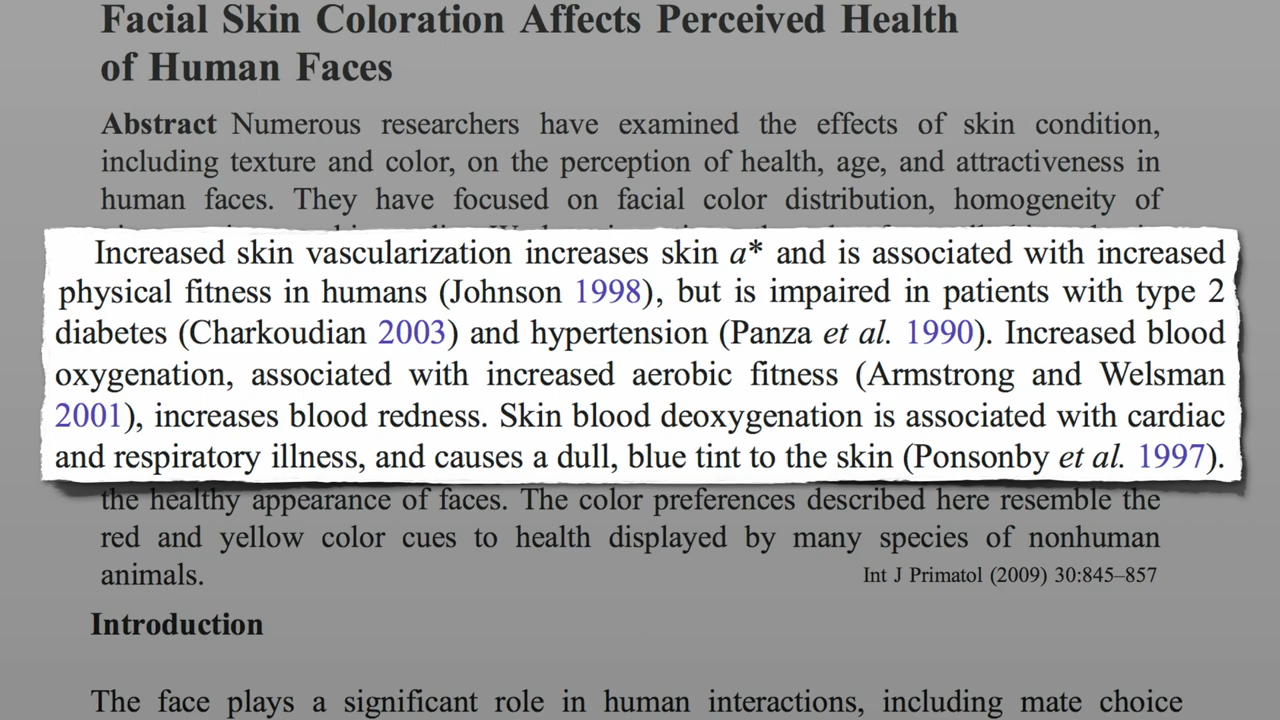 Facial Skin Coloration Affects Perceived Health
of Human Faces
Abstract Numerous researchers have examined the effects of skin condition,
including texture and color, on the perception of health, age, and attractiveness in
human faces. They have focused on facial color distribution, homogeneity of
Increased skin vascularization increases skin a* and is associated with increased
physical fitness in humans (Johnson 1998), but is impaired in patients with type 2
diabetes (Charkoudian 2003) and hypertension (Panza et al. 1990). Increased blood
oxygenation, associated with increased aerobic fitness (Armstrong and Welsman
2001), increases blood redness. Skin blood deoxygenation is associated with cardiac
and respiratory illness, and causes a dull, blue tint to the skin (Ponsonby et al. 1997).
the healthy appearance of faces. The color preferences described here resemble the
red and yellow color cues to health displayed by many species of nonhuman
animals.
Int J Primatol (2009) 30:845–857
Introduction
The face plays a significant role in human interactions, including mate choice